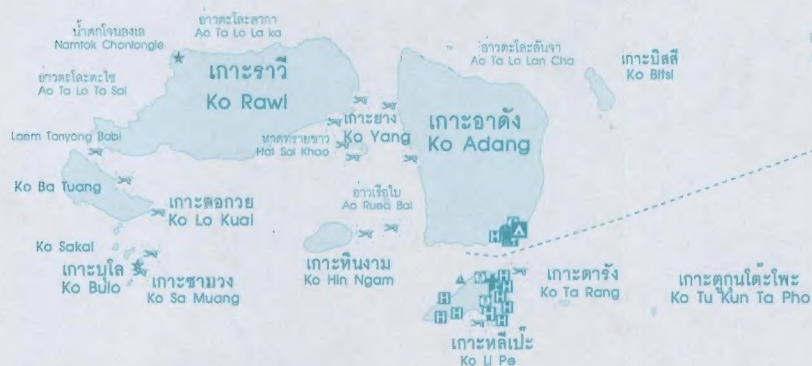 น้ำตกโจนลงเล
Namtok Chonlongle
อ่าวตะโละลากา
Ao Ta Lo La ka
อ่าวตะโละตะไซ
Ao Ta Lo Ta Sai
เกาะราวี
Ko Rawi
Laem Tanyong Babi
Ko Ba Tuang
เกาะตอกวย
Ko Lo Kuai
Ko Sakai
เกาะบุโล
Ko Bulo
เกาะซามวง
Ko Sa Muang
เกาะยาง
Ko Yang
หาดทรายขาว
Hat Sai Khao
อ่าวเรือใบ
Ao Ruea Bai
เกาะหินงาม
Ko Hin Ngam
อ่าวตะโละลันจา
Ao Ta Lo Lan Cha
เกาะบิสสี
Ko Bitsi
เกาะอาดัง
Ko Adang
H
H
H
H
H
H
H
H
H
เกาะหลีเป๊ะ
Ko Li Pe
เกาะตารัง
Ko Ta Rang
เกาะตูกุนโต๊ะโพะ
Ko Tu Kun Ta Pho